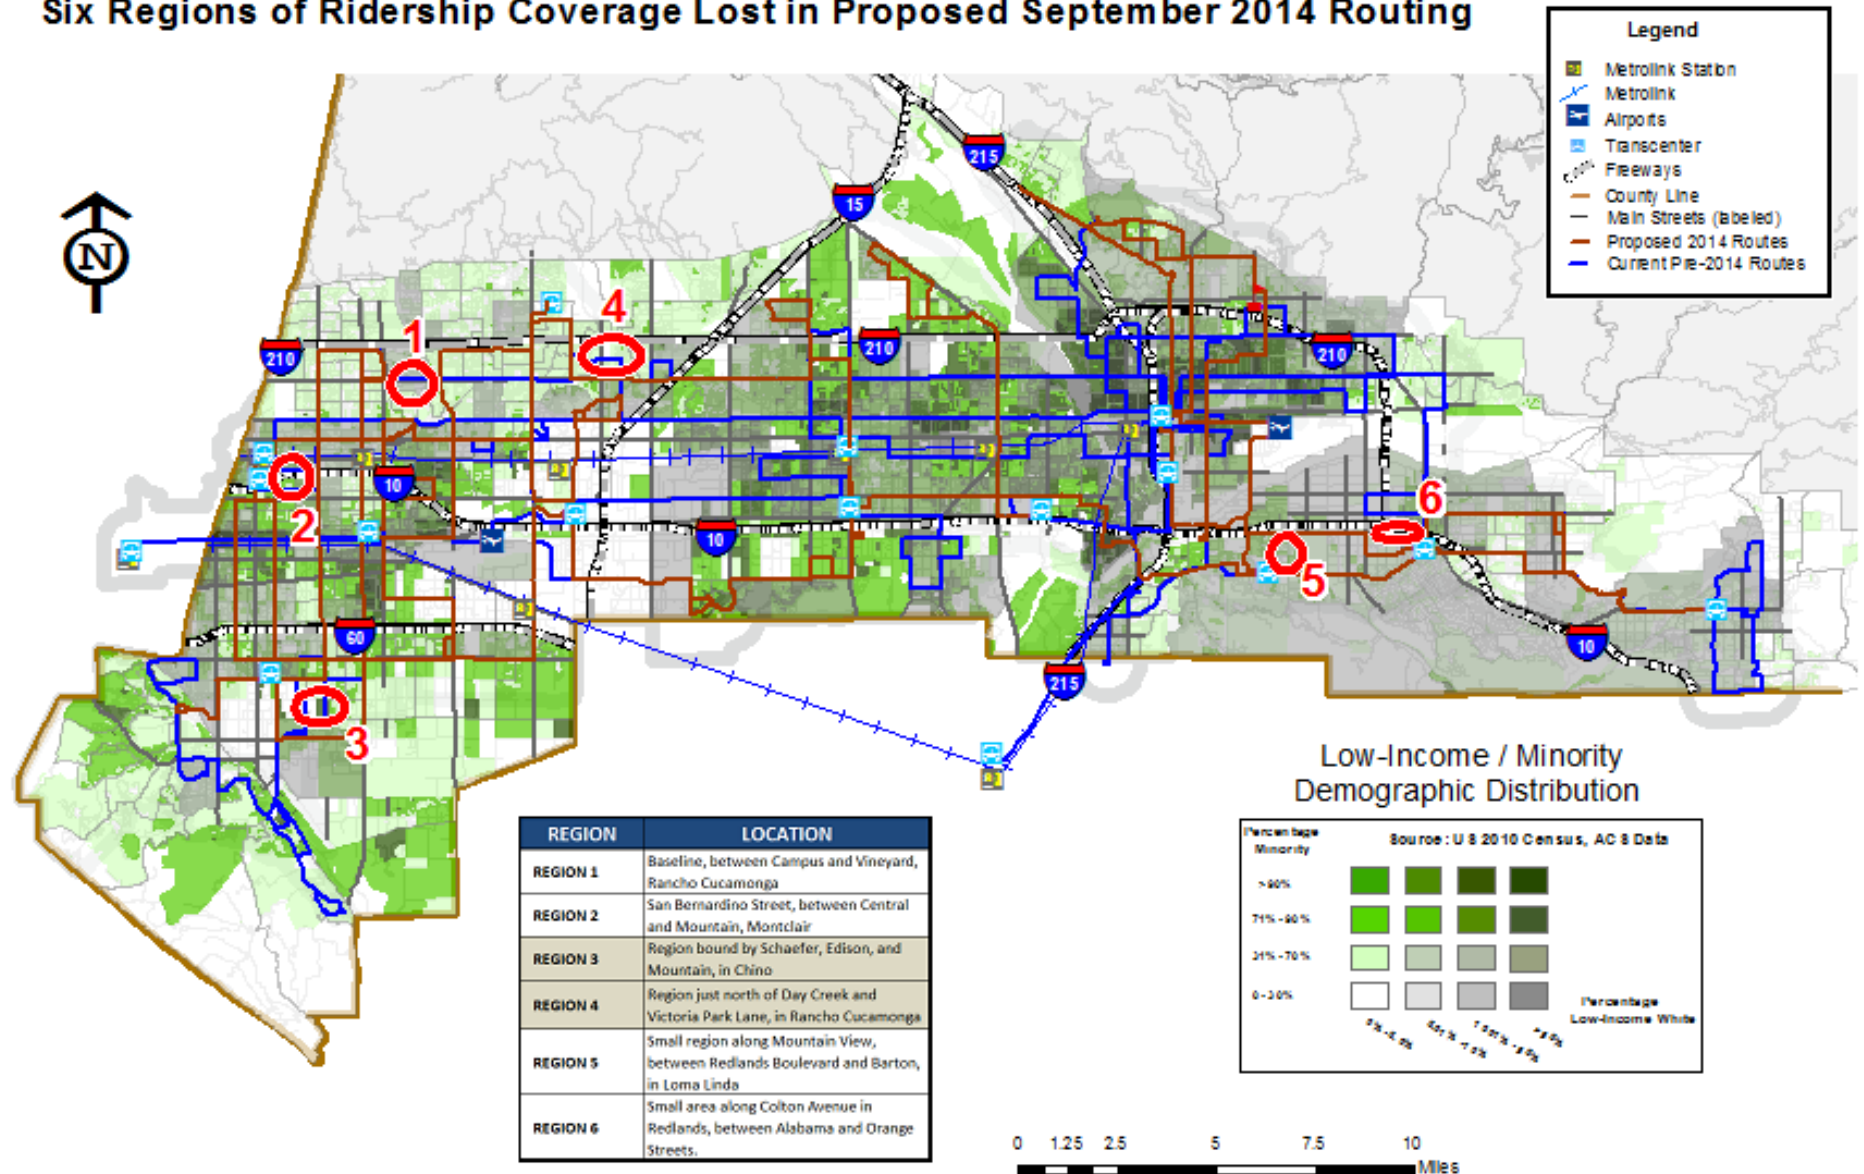 Six Regions of Ridership Coverage Lost in Proposed September 2014 Routing
Legend
Metrolink Station
Metrolink
Airports
Transcenter
Freeways
County Line
Main Streets (labeled)
Proposed 2014 Routes
Current Pre-2014 Routes
N
215
15
4
1
210
210
210
10
2
6
10
5
60
10
215
3
Low-Income / Minority
Demographic Distribution
Percentage
Minority
Source: US 2010 Census, ACS Data
>90%
71% - 90%
31% - 70%
0 - 30%
Percentage
Low-Income White
REGION LOCATION
REGION 1 Baseline, between Campus and Vineyard,
Rancho Cucamonga
REGION 2 San Bernardino Street, between Central
and Mountain, Montclair
REGION 3 Region bound by Schaefer, Edison, and
Mountain, in Chino
REGION 4 Region just north of Day Creek and
Victoria Park Lane, in Rancho Cucamonga
REGION 5 Small region along Mountain View,
between Redlands Boulevard and Barton,
in Loma Linda
REGION 6 Small area along Colton Avenue in
Redlands, between Alabama and Orange
Streets.
0 1.25 2.5 5 7.5 10
Miles